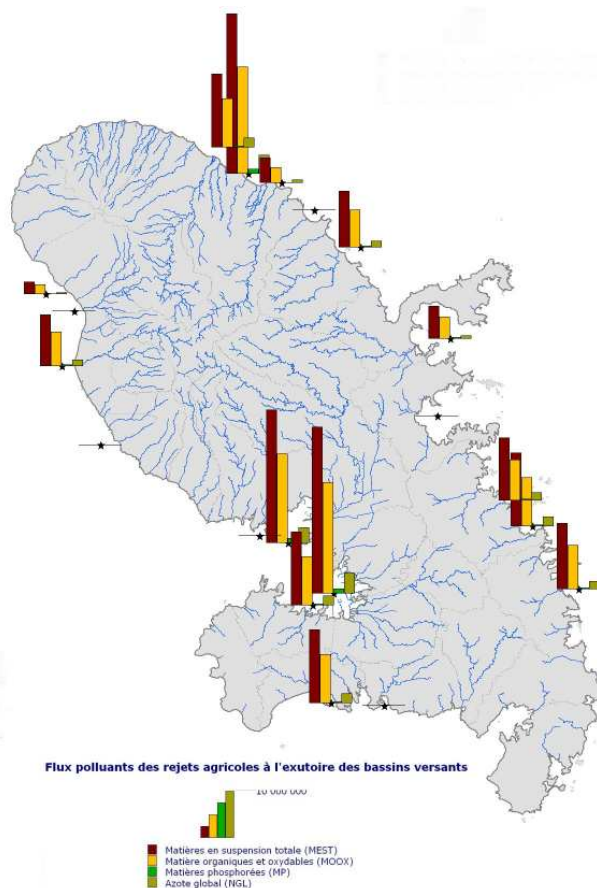 Flux polluants des rejets agricoles à l'exutoire des bassins versants
10 000 000
Matières en suspension totale (MEST)
Matière organiques et oxydables (MOOX)
Matières phosphorées (MP)
Azote global (NGL)